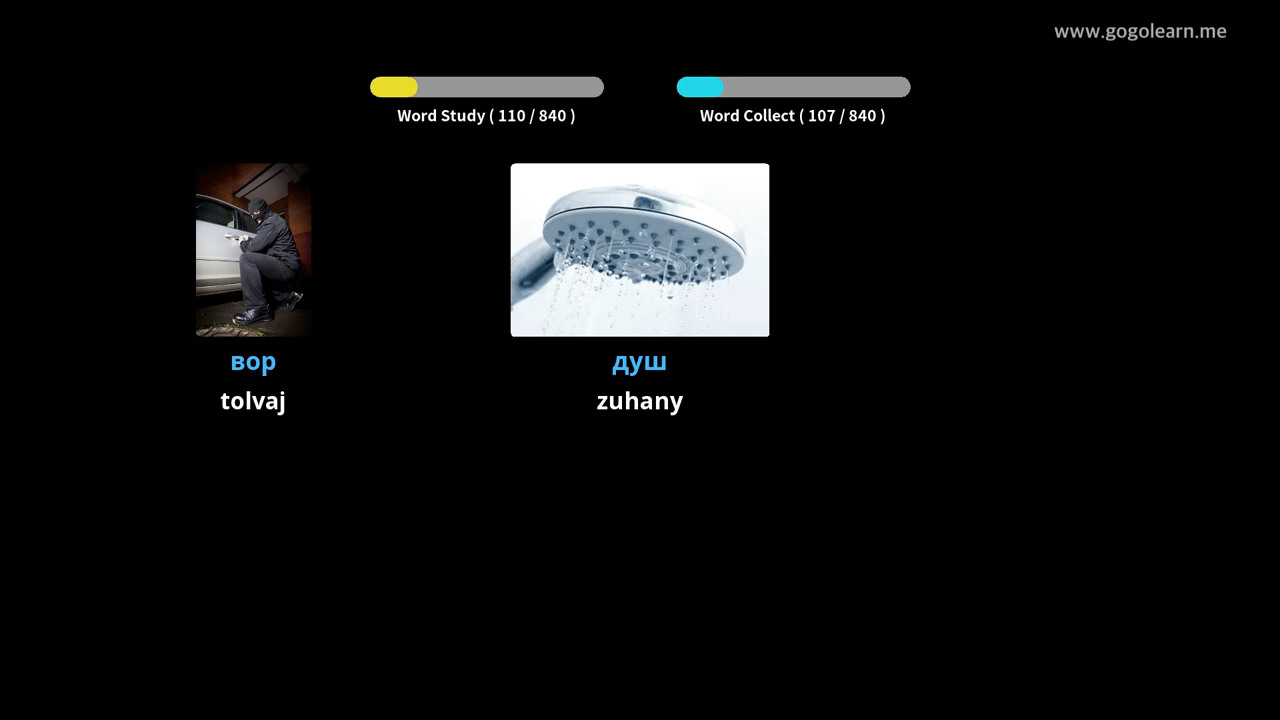 www.gogolearn.me
Word Study ( 110 / 840 )
Word Collect ( 107 / 840 )
вор
tolvaj
душ
zuhany